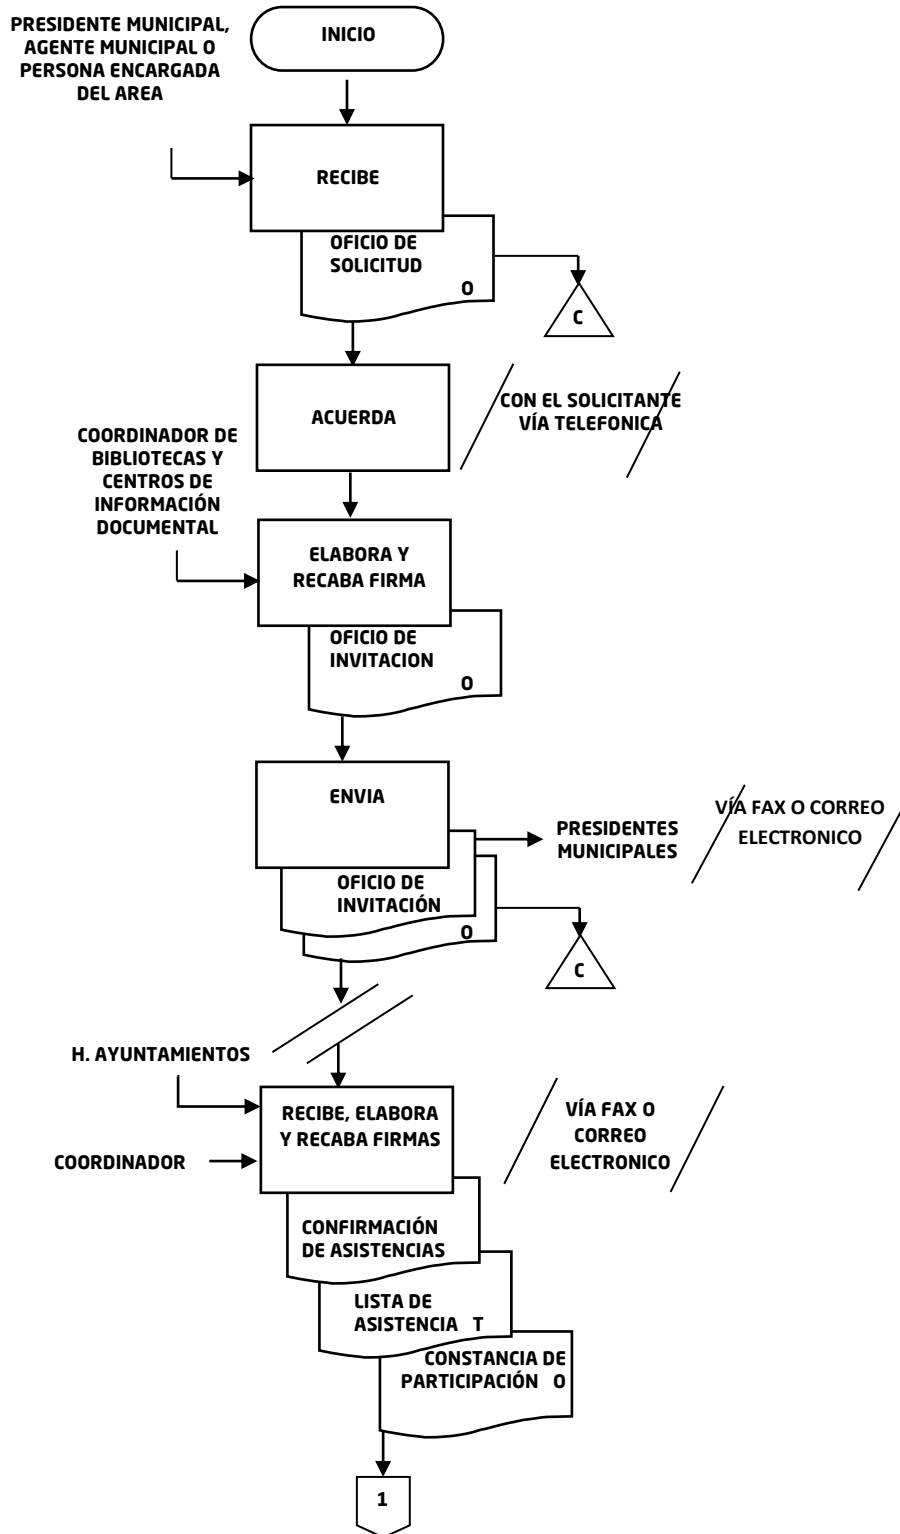 PRESIDENTE MUNICIPAL,
AGENTE MUNICIPAL O
PERSONA ENCARGADA
DEL AREA
INICIO
RECIBE
OFICIO DE
SOLICITUD
O
C
ACUERDA
CON EL SOLICITANTE
VÍA TELEFONICA
COORDINADOR DE
BIBLIOTECAS Y
CENTROS DE
INFORMACIÓN
DOCUMENTAL
ELABORA Y
RECABA FIRMA
OFICIO DE
INVITACION
O
ENVIA
PRESIDENTES
MUNICIPALES
VÍA FAX O CORREO
ELECTRONICO
OFICIO DE
INVITACIÓN
O
C
H. AYUNTAMIENTOS
RECIBE, ELABORA
Y RECABA FIRMAS
VÍA FAX O
CORREO
ELECTRONICO
COORDINADOR
CONFIRMACIÓN
DE ASISTENCIAS
LISTA DE
ASISTENCIA T
CONSTANCIA DE
PARTICIPACIÓN O
1